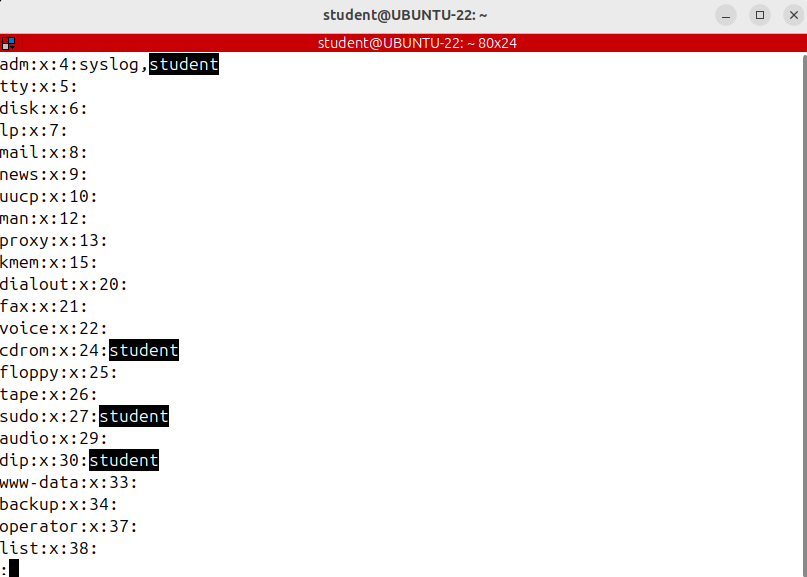 student@UBUNTU-22: ~
student@UBUNTU-22: ~ 80x24
adm:x:4:syslog,student
tty:x:5:
disk:x:6:
lp:x:7:
mail:x:8:
news:x:9:
uucp:x:10:
man:x:12:
proxy:x:13:
kmem:x:15:
dialout:x:20:
fax:x:21:
voice:x:22:
cdrom:x:24:student
floppy:x:25:
tape:x:26:
sudo:x:27:student
audio:x:29:
dip:x:30:student
www-data:x:33:
backup:x:34:
operator:x:37:
list:x:38:
: